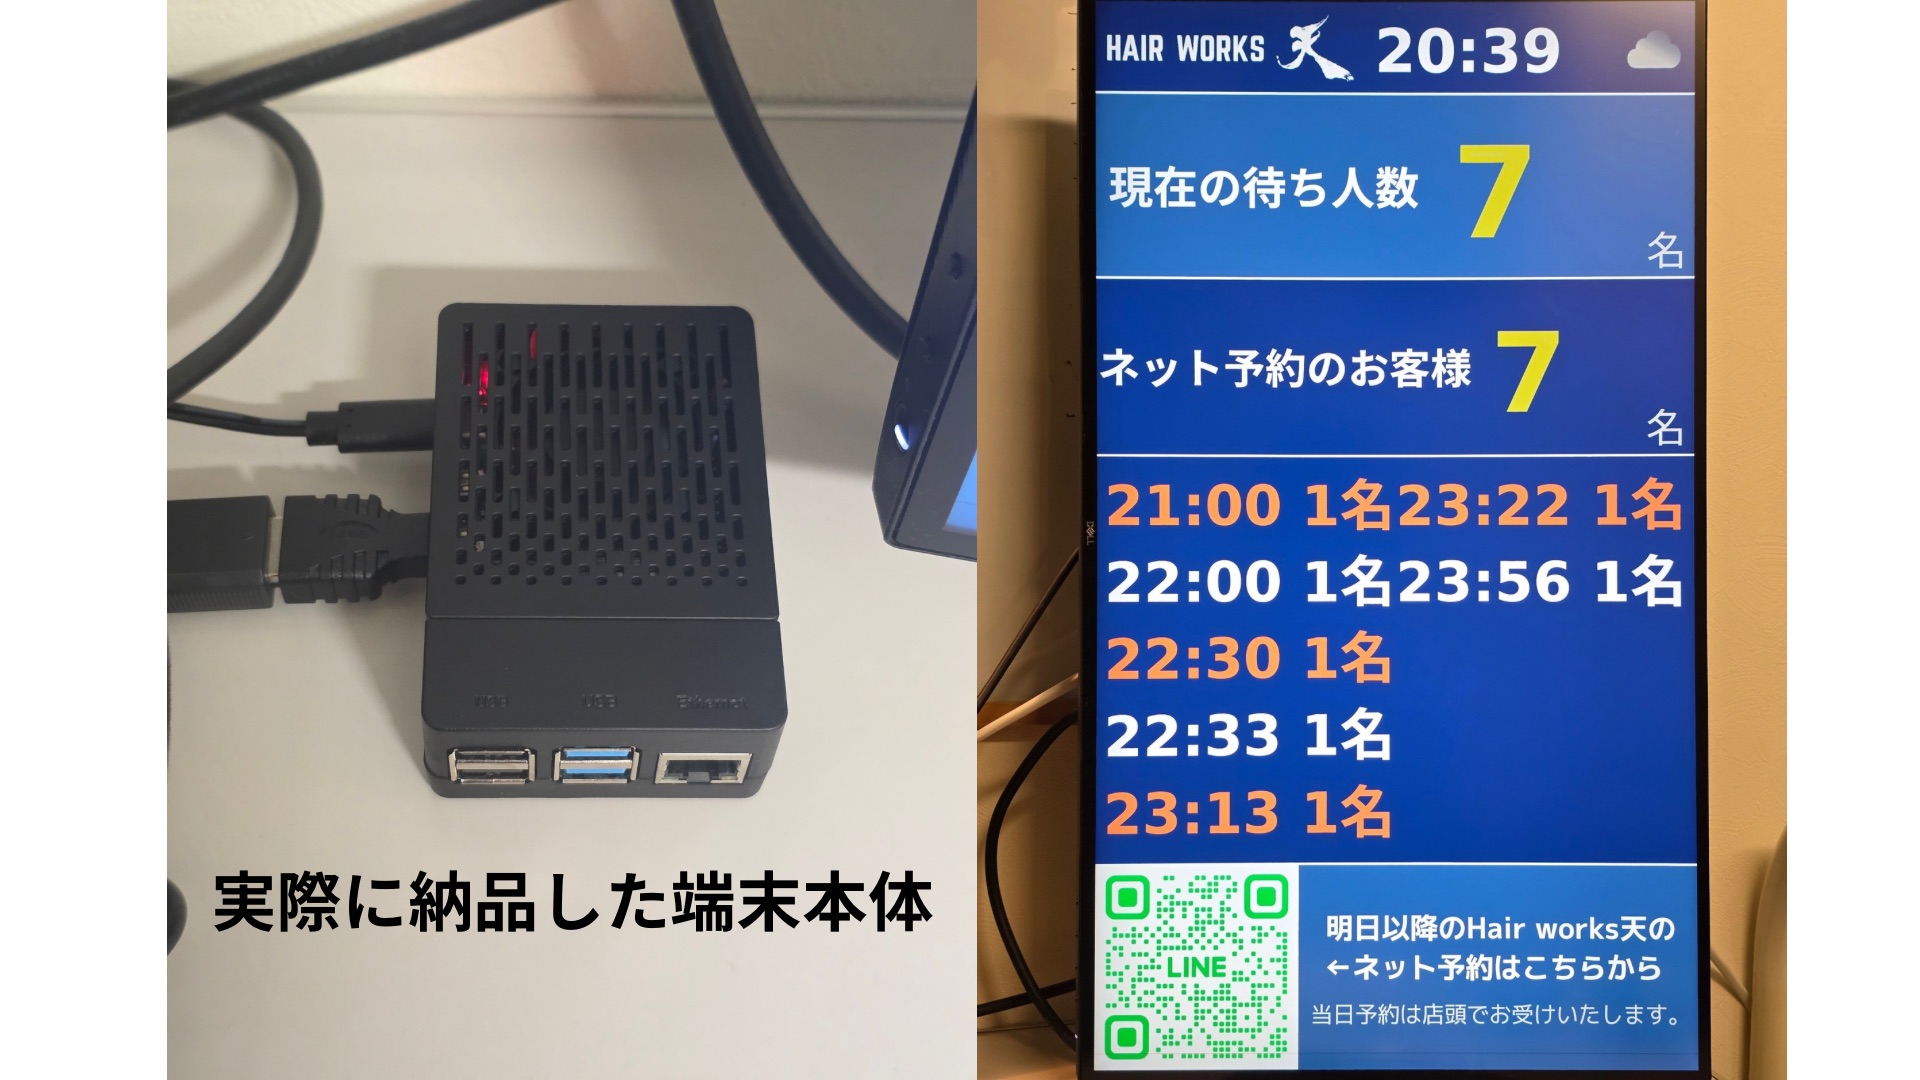 USB USB Ethernet
実際に納品した端末本体
HAIR WORKS 天 20:39
現在の待ち人数 7 名
ネット予約のお客様 7 名
21:00 1名 23:22 1名
22:00 1名 23:56 1名
22:30 1名
22:33 1名
23:13 1名
LINE
明日以降のHair works天の
←ネット予約はこちらから
当日予約は店頭でお受けいたします。
DELL